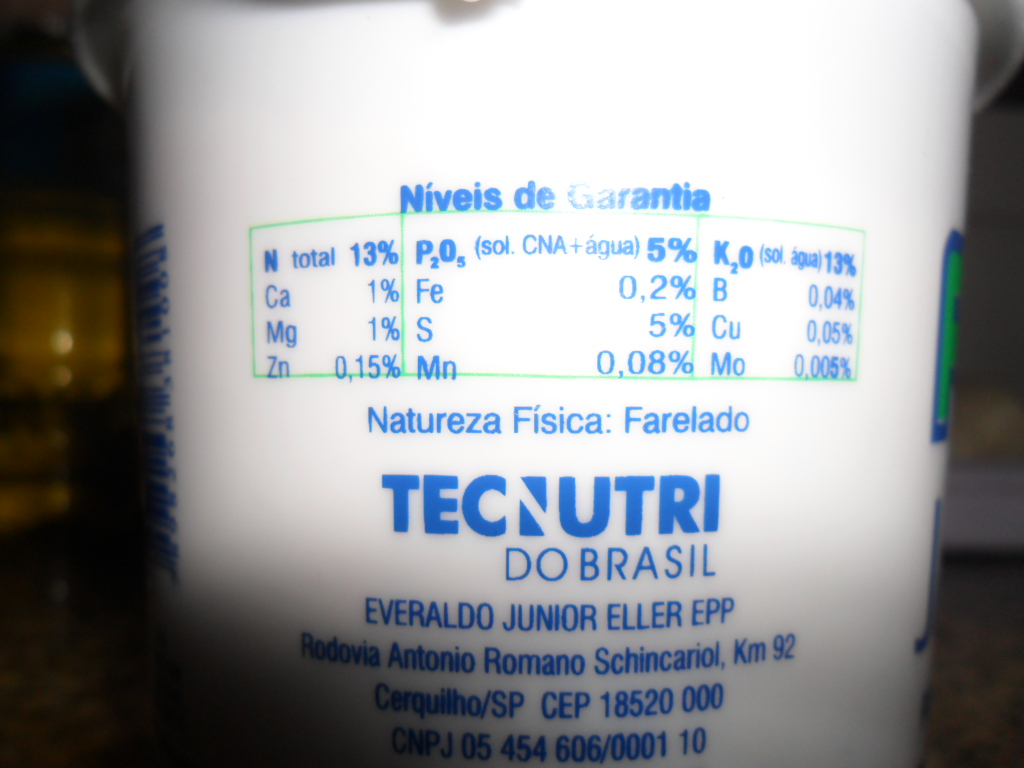 Níveis de Garantia
N total 13% P₂O₅ (sol. CNA+água) 5% K₂O (sol. água) 13%
Ca 1% Fe 0,2% B 0,04%
Mg 1% S 5% Cu 0,05%
Zn 0,15% Mn 0,08% Mo 0,005%
Natureza Física: Farelado
TECNUTRI
DO BRASIL
EVERALDO JUNIOR ELLER EPP
Rodovia Antonio Romano Schincariol, Km 92
Cerquilho/SP CEP 18520 000
CNPJ 05 454 606/0001 10